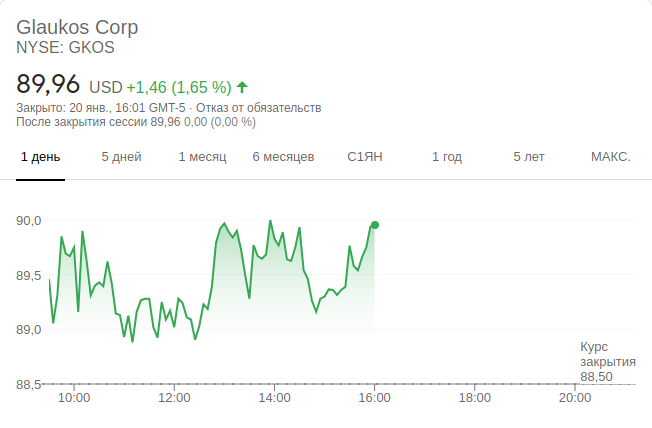 Glaukos Corp
NYSE: GKOS
89,96 USD +1,46 (1,65 %)
Закрыто: 20 янв., 16:01 GMT-5 · Отказ от обязательств
После закрытия сессии 89,96 0,00 (0,00 %)
1 день 5 дней 1 месяц 6 месяцев С1ЯН 1 год 5 лет МАКС.
90,0
89,5
89,0
88,5
Курс
закрытия
88,50
10:00 12:00 14:00 16:00 18:00 20:00